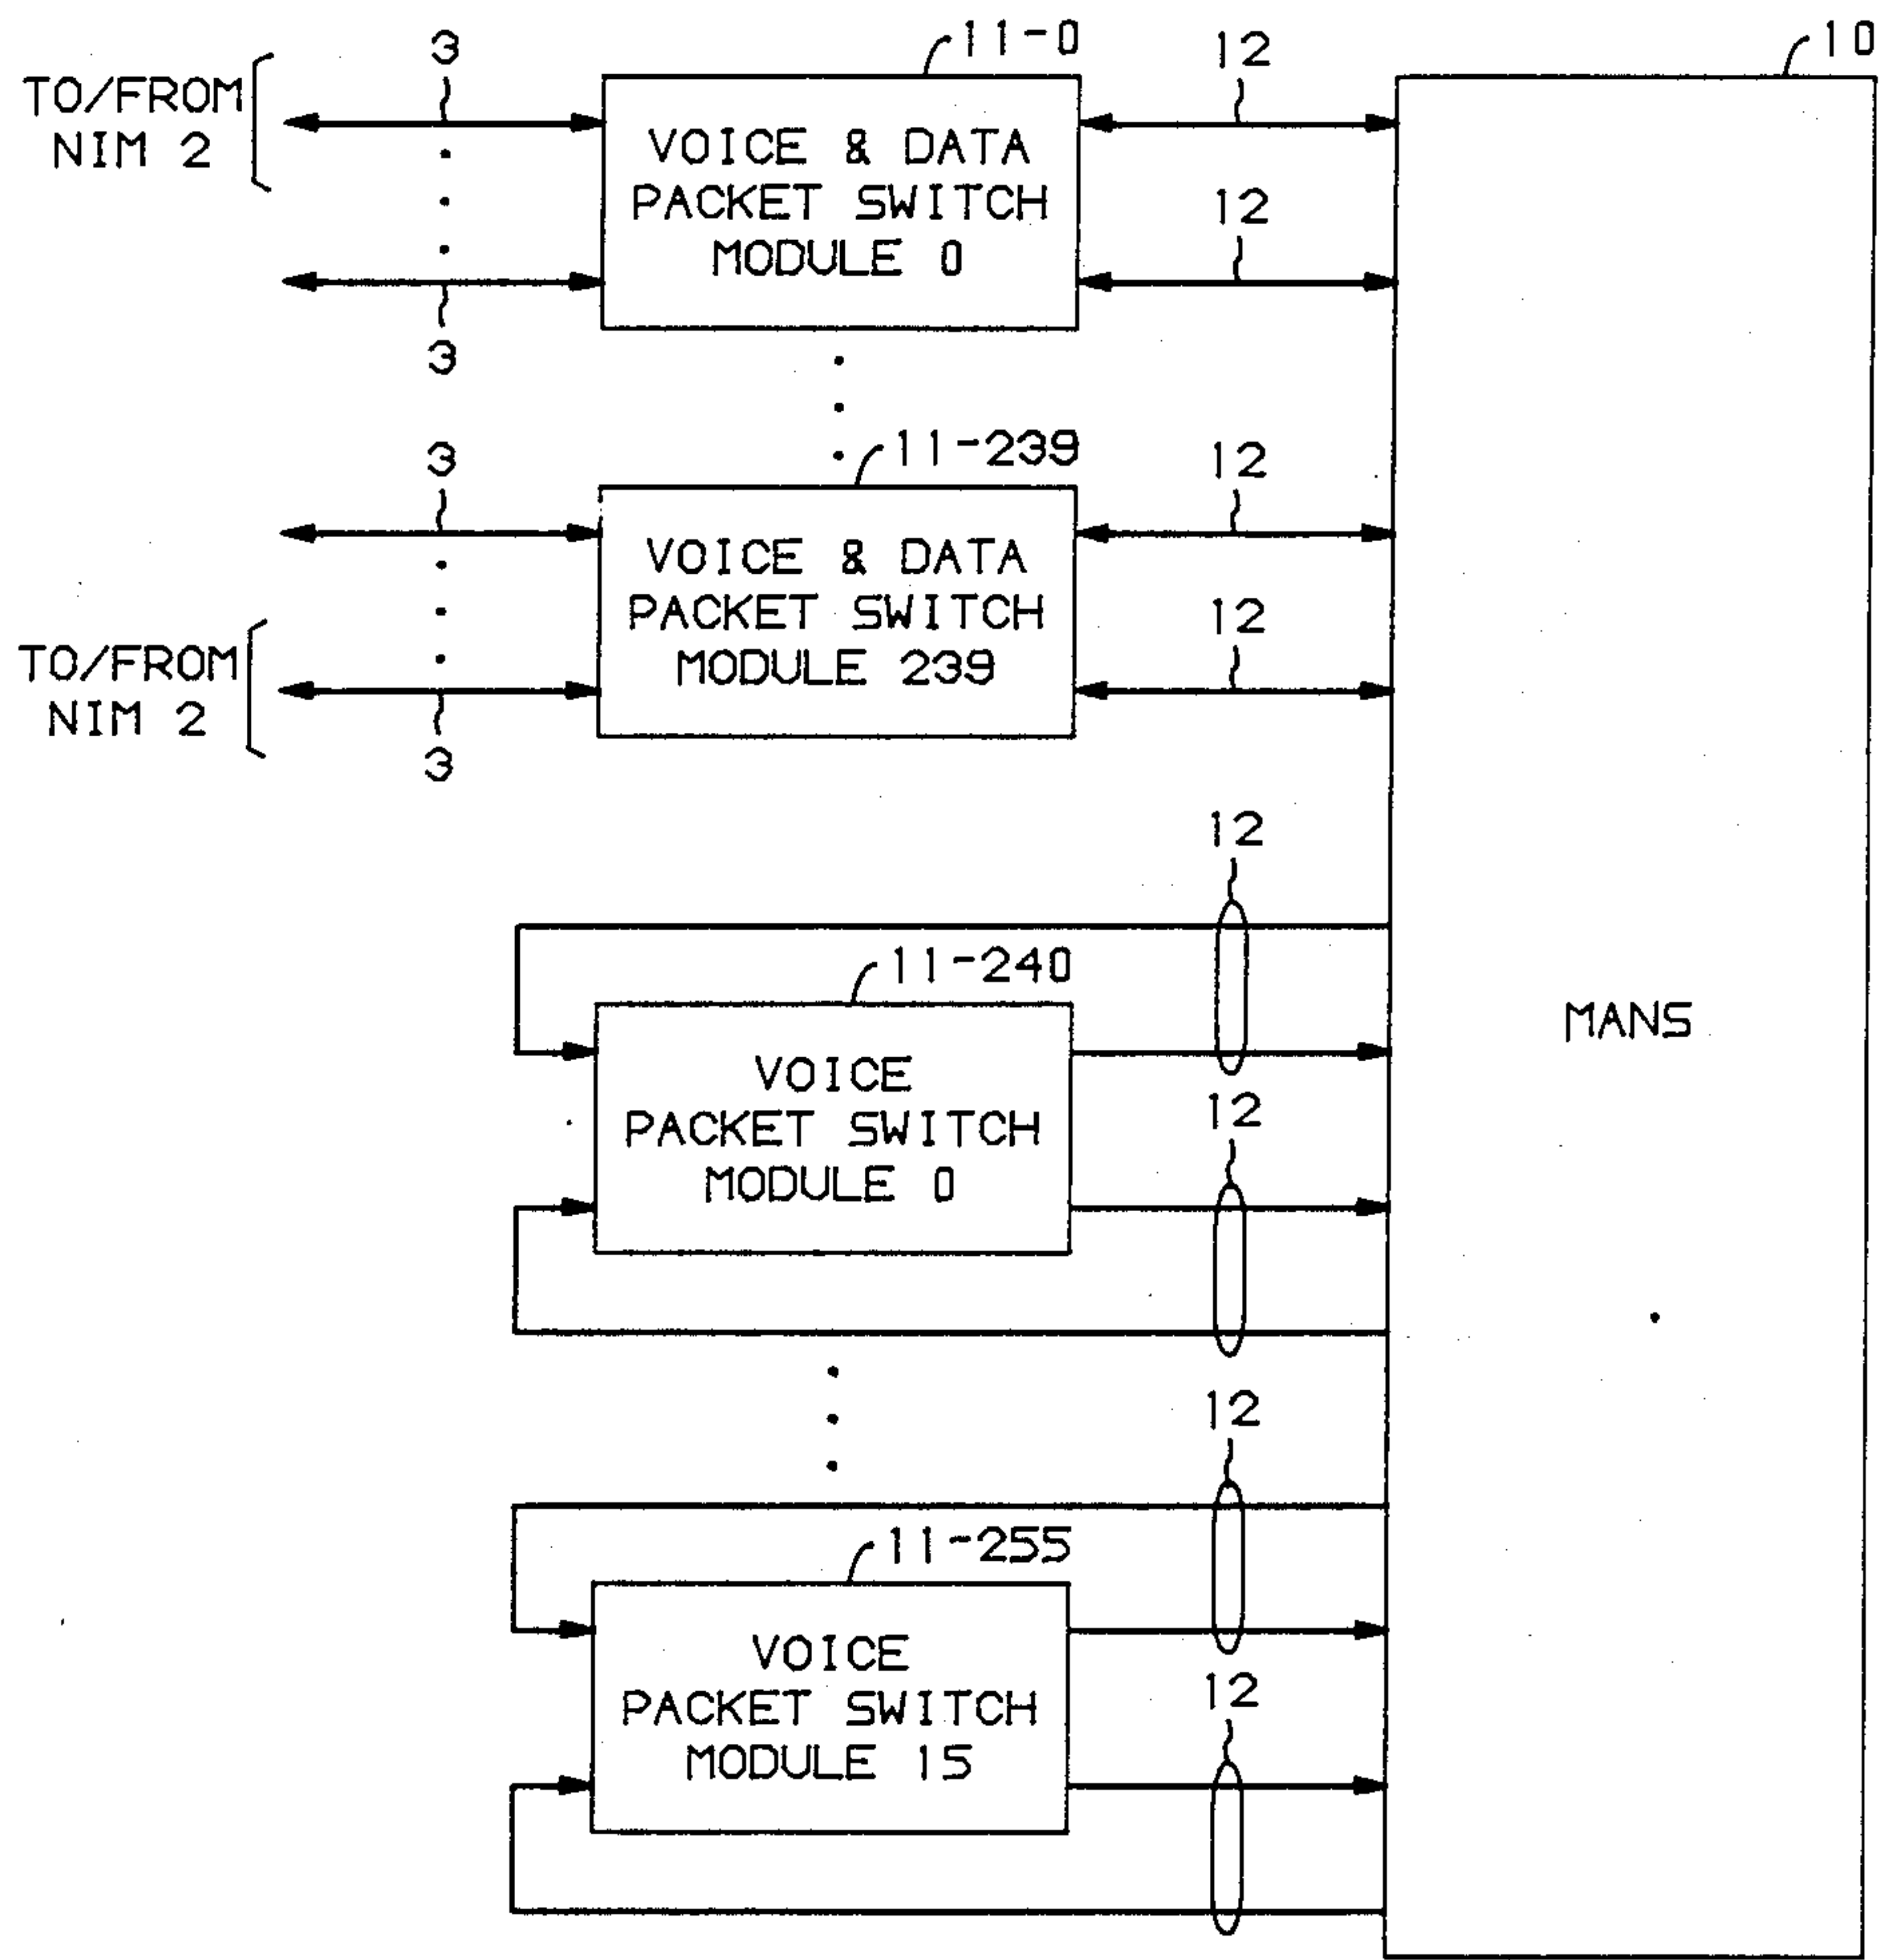 11-0
10
3
12
TO/FROM
NIM 2
VOICE & DATA
PACKET SWITCH
MODULE 0
12
3
11-239
3
12
VOICE & DATA
PACKET SWITCH
MODULE 239
12
TO/FROM
NIM 2
3
12
11-240
MANS
VOICE
PACKET SWITCH
MODULE 0
12
12
11-255
VOICE
PACKET SWITCH
MODULE 15
12